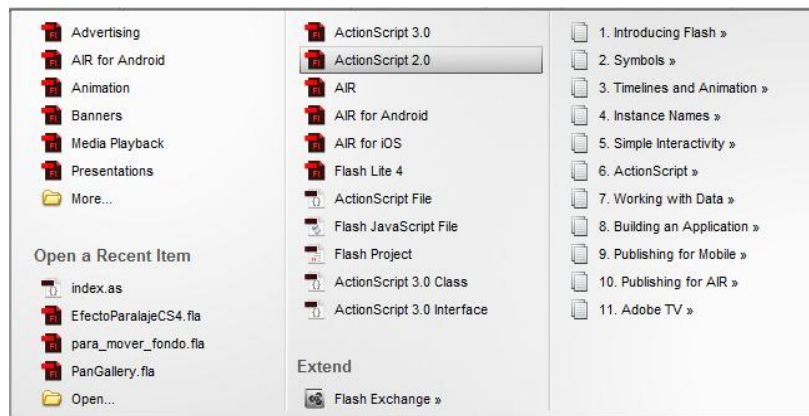 Advertising
AIR for Android
Animation
Banners
Media Playback
Presentations
More...
Open a Recent Item
index.as
EfectoParalajeCS4.fla
para_mover_fondo.fla
PanGallery.fla
Open...
ActionScript 3.0
ActionScript 2.0
AIR
AIR for Android
AIR for iOS
Flash Lite 4
ActionScript File
Flash JavaScript File
Flash Project
ActionScript 3.0 Class
ActionScript 3.0 Interface
Extend
Flash Exchange »
1. Introducing Flash »
2. Symbols »
3. Timelines and Animation »
4. Instance Names »
5. Simple Interactivity »
6. ActionScript »
7. Working with Data »
8. Building an Application »
9. Publishing for Mobile »
10. Publishing for AIR »
11. Adobe TV »